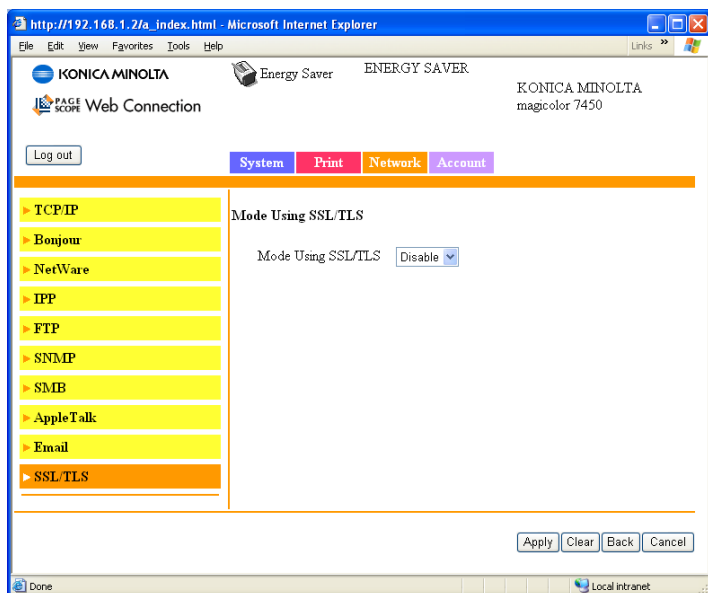 http://192.168.1.2/a_index.html - Microsoft Internet Explorer
File Edit View Favorites Tools Help Links »
KONICA MINOLTA
Energy Saver
ENERGY SAVER
KONICA MINOLTA
magicolor 7450
PAGE SCOPE Web Connection
Log out
System Print Network Account
TCP/IP
Bonjour
NetWare
IPP
FTP
SNMP
SMB
AppleTalk
Email
SSL/TLS
Mode Using SSL/TLS
Mode Using SSL/TLS Disable
Apply Clear Back Cancel
Done Local intranet